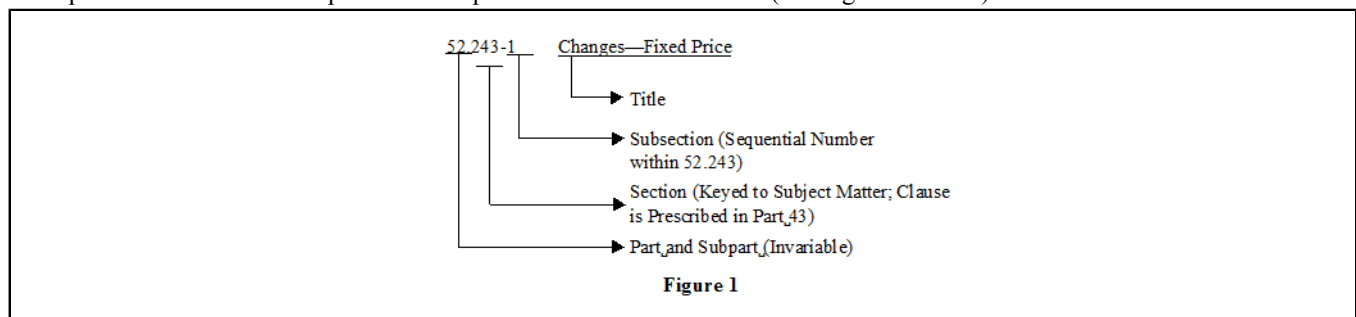 52.243-1 Changes—Fixed Price
Title
Subsection (Sequential Number
within 52.243)
Section (Keyed to Subject Matter; Clause
is Prescribed in Part 43)
Part and Subpart (Invariable)
Figure 1